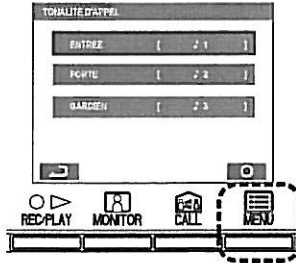 TONALITE D'APPEL
ENTREE [ ♪ 1 ]
PORTE [ ♪ 2 ]
GARDIEN [ ♪ 3 ]
REC/PLAY MONITOR CALL MENU